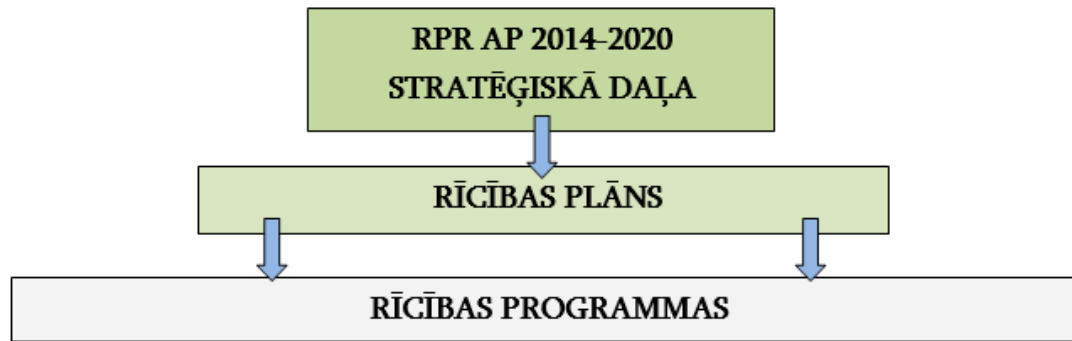 RPR AP 2014-2020
STRATĒĢISKĀ DAĻA
RĪCĪBAS PLĀNS
RĪCĪBAS PROGRAMMAS